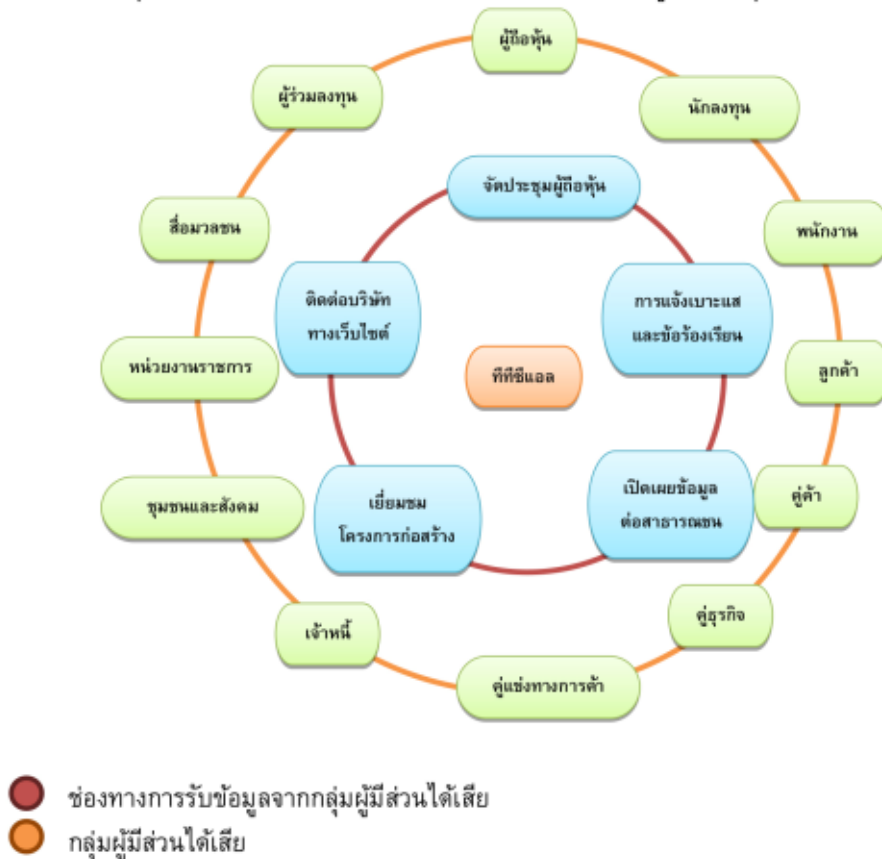 ผู้ถือหุ้น
ผู้ร่วมลงทุน
นักลงทุน
จัดประชุมผู้ถือหุ้น
สื่อมวลชน
พนักงาน
ติดต่อบริษัท
ทางเว็บไซต์
การแจ้งเบาะแส
และข้อร้องเรียน
หน่วยงานราชการ
ทีทีซีแอล
ลูกค้า
ชุมชนและสังคม
เยี่ยมชม
โครงการก่อสร้าง
เปิดเผยข้อมูล
ต่อสาธารณชน
คู่ค้า
เจ้าหนี้
คู่ธุรกิจ
คู่แข่งทางการค้า
ช่องทางการรับข้อมูลจากกลุ่มผู้มีส่วนได้เสีย
กลุ่มผู้มีส่วนได้เสีย